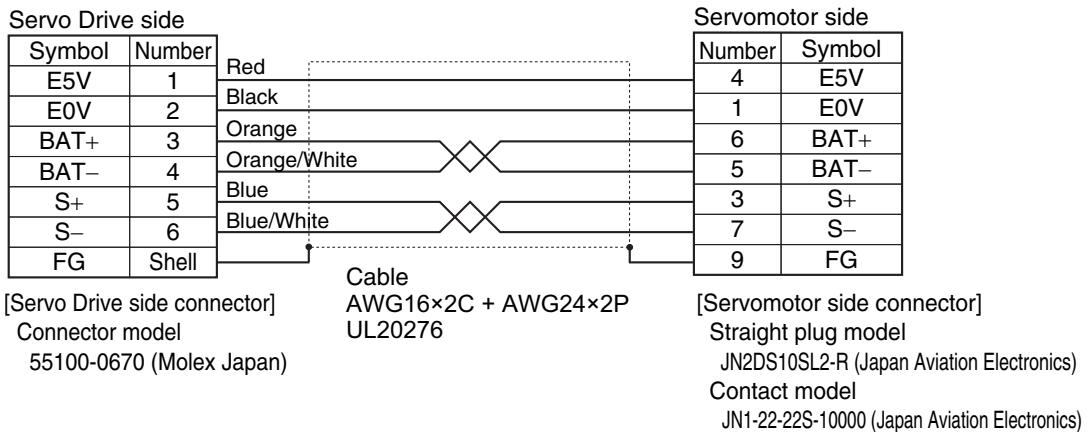 Servo Drive side
Servomotor side
Symbol Number
Number Symbol
E5V 1 Red 4 E5V
E0V 2 Black 1 E0V
BAT+ 3 Orange 6 BAT+
BAT− 4 Orange/White 5 BAT−
S+ 5 Blue 3 S+
S− 6 Blue/White 7 S−
FG Shell 9 FG
Cable
AWG16×2C + AWG24×2P
UL20276
[Servo Drive side connector]
Connector model
55100-0670 (Molex Japan)
[Servomotor side connector]
Straight plug model
JN2DS10SL2-R (Japan Aviation Electronics)
Contact model
JN1-22-22S-10000 (Japan Aviation Electronics)